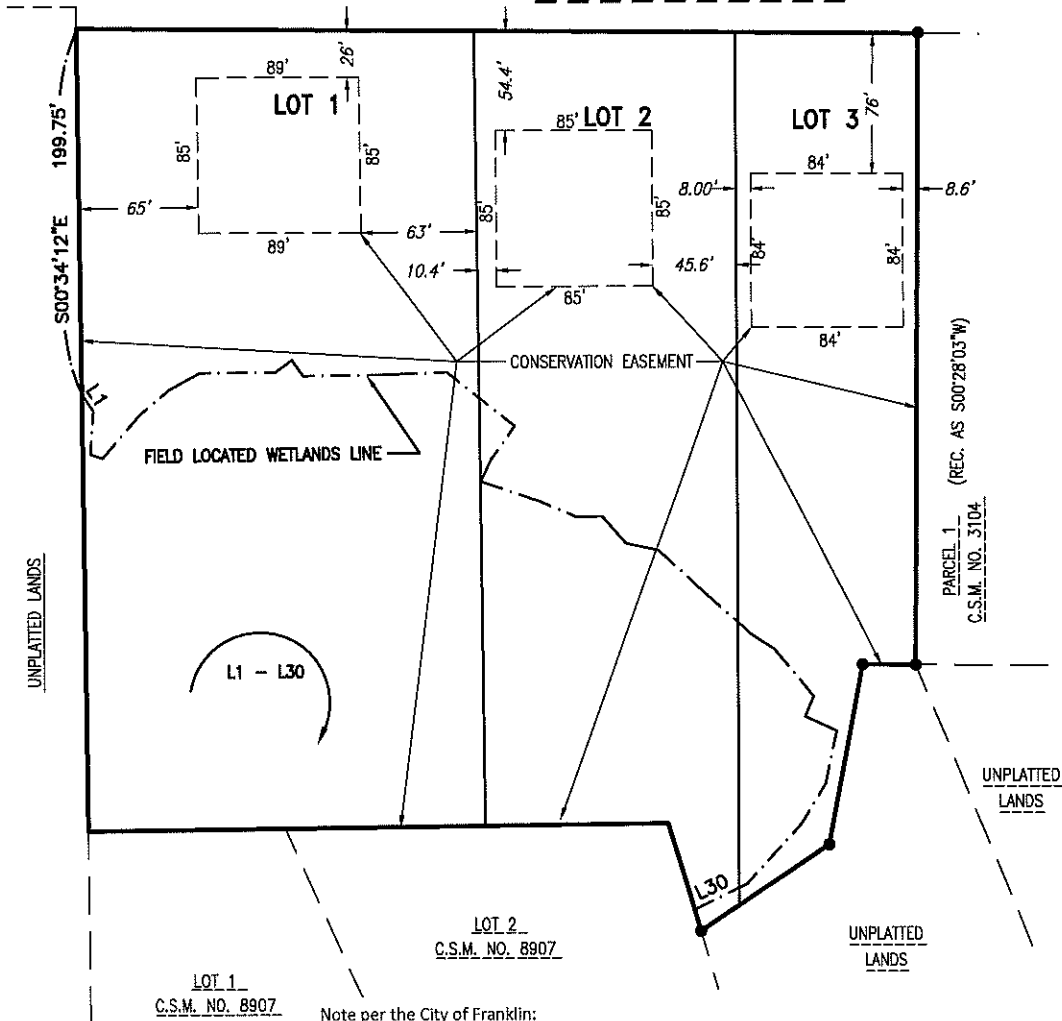 26'
54.4'
89'
LOT 1
85'
LOT 2
LOT 3
76'
199.75'
S00°34'12"E
85'
85'
84'
8.00'
8.6'
65'
85'
85'
89'
63'
84'
84'
10.4'
45.6'
85'
84'
CONSERVATION EASEMENT
(REC. AS S00°28'03"W)
L1
FIELD LOCATED WETLANDS LINE
PARCEL 1
C.S.M. NO. 3104
UNPLATTED LANDS
L1 - L30
UNPLATTED
LANDS
L30
LOT 2
C.S.M. NO. 8907
UNPLATTED
LANDS
LOT 1
C.S.M. NO. 8907
Note per the City of Franklin: